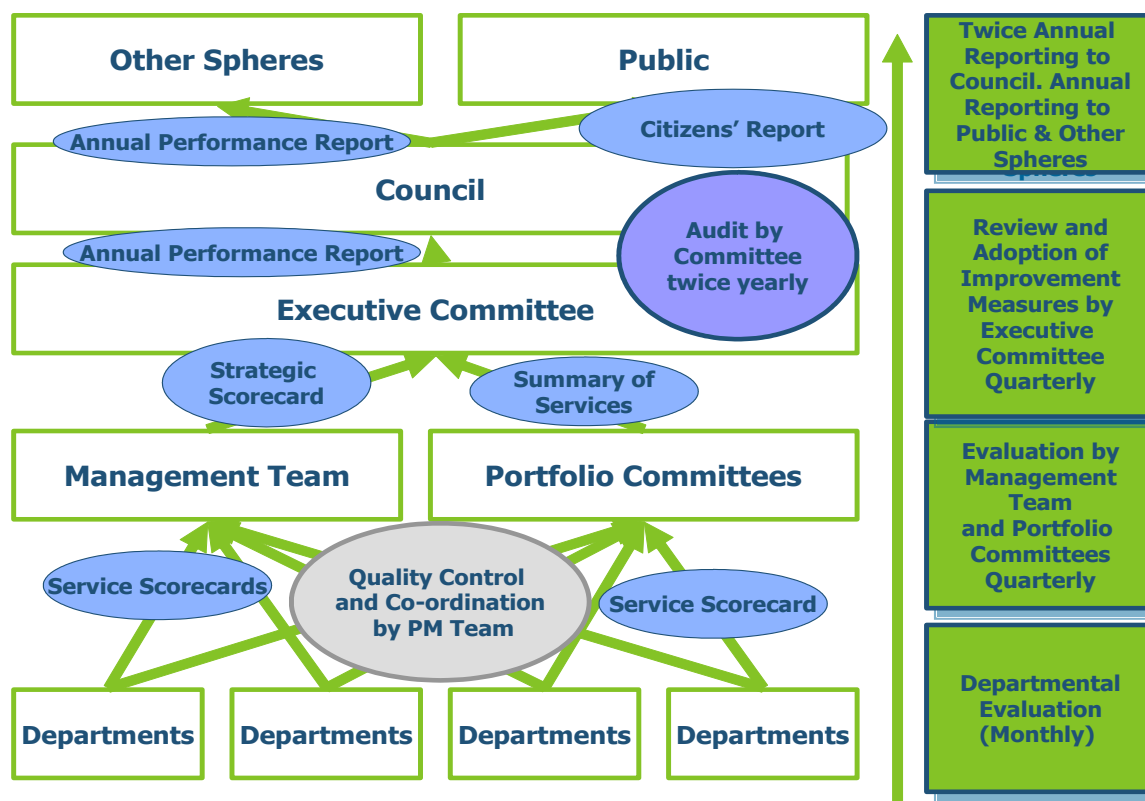 Other Spheres
Public
Annual Performance Report
Citizens’ Report
Council
Annual Performance Report
Audit by
Committee
twice yearly
Executive Committee
Strategic
Scorecard
Summary of
Services
Management Team
Portfolio Committees
Service Scorecards
Quality Control
and Co-ordination
by PM Team
Service Scorecard
Departments
Departments
Departments
Departments
Twice Annual
Reporting to
Council. Annual
Reporting to
Public & Other
Spheres
Spheres
Review and
Adoption of
Improvement
Measures by
Executive
Committee
Quarterly
Evaluation by
Management
Team
and Portfolio
Committees
Quarterly
Departmental
Evaluation
(Monthly)